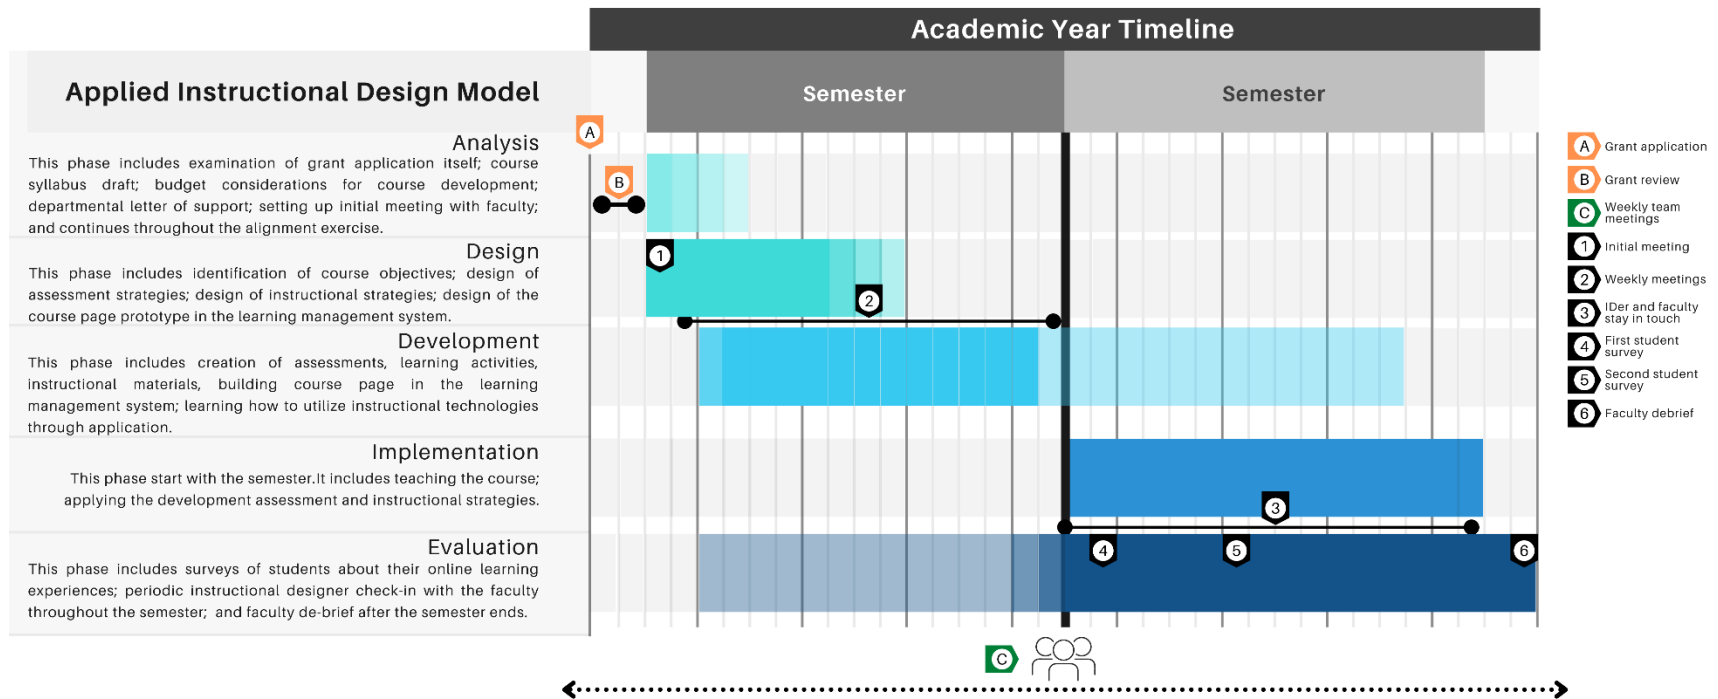 Academic Year Timeline
Applied Instructional Design Model
Semester
Semester
A
Analysis
This phase includes examination of grant application itself; course
syllabus draft; budget considerations for course development;
departmental letter of support; setting up initial meeting with faculty;
and continues throughout the alignment exercise.
B
Design
This phase includes identification of course objectives; design of
assessment strategies; design of instructional strategies; design of the
course page prototype in the learning management system.
1
2
Development
This phase includes creation of assessments, learning activities,
instructional materials, building course page in the learning
management system; learning how to utilize instructional technologies
through application.
Implementation
This phase start with the semester.It includes teaching the course;
applying the development assessment and instructional strategies.
3
Evaluation
This phase includes surveys of students about their online learning
experiences; periodic instructional designer check-in with the faculty
throughout the semester; and faculty de-brief after the semester ends.
4
5
6
C
A Grant application
B Grant review
C Weekly team
meetings
1 Initial meeting
2 Weekly meetings
3 IDer and faculty
stay in touch
4 First student
survey
5 Second student
survey
6 Faculty debrief